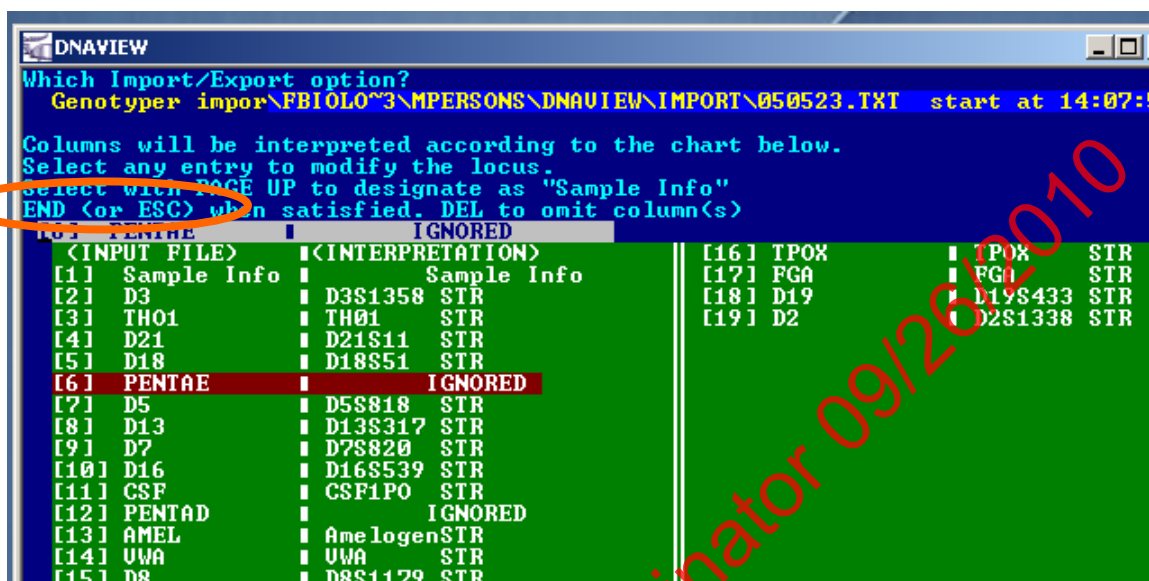 DNAVIEW
Which Import/Export option?
Genotyper impor\FBIOLO~3\MPERSONS\DNAVIEW\IMPORT\050523.TXT start at 14:07:
Columns will be interpreted according to the chart below.
Select any entry to modify the locus.
Select with PAGE UP to designate as "Sample Info"
END (or ESC) when satisfied. DEL to omit column(s)
[6] PENTAE IGNORED
<INPUT FILE> <INTERPRETATION>
[1] Sample Info Sample Info
[2] D3 D3S1358 STR
[3] THO1 TH01 STR
[4] D21 D21S11 STR
[5] D18 D18S51 STR
[6] PENTAE IGNORED
[7] D5 D5S818 STR
[8] D13 D13S317 STR
[9] D7 D7S820 STR
[10] D16 D16S539 STR
[11] CSF CSF1PO STR
[12] PENTAD IGNORED
[13] AMEL AmelogenSTR
[14] VWA VWA STR
[15] D8 D8S1179 STR
[16] TPOX TPOX STR
[17] FGA FGA STR
[18] D19 D19S433 STR
[19] D2 D2S1338 STR
inator 09/26/2010